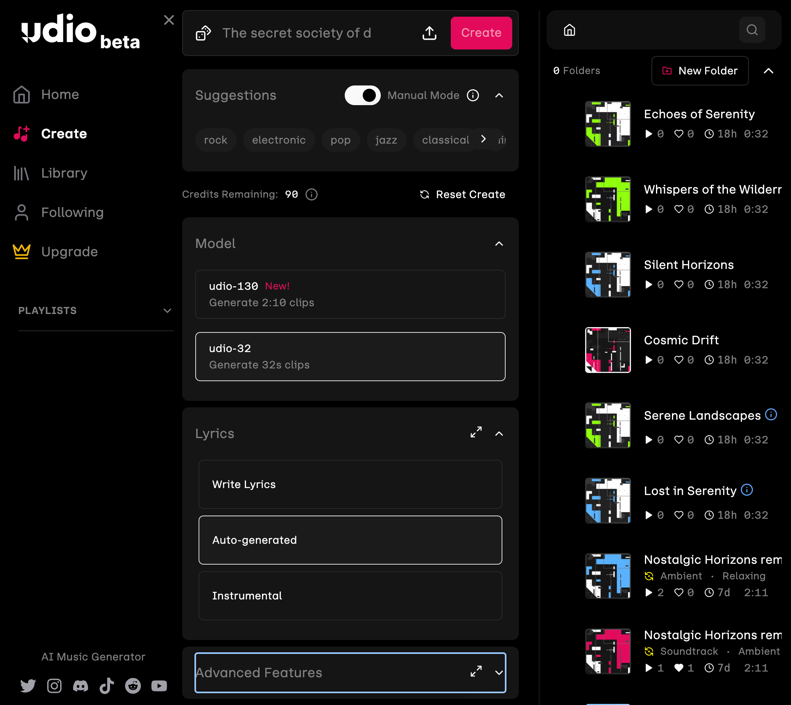 udio beta
Home
Create
Library
Following
Upgrade
PLAYLISTS
AI Music Generator
The secret society of d
Create
Suggestions
Manual Mode
rock electronic pop jazz classical
Credits Remaining: 90
Reset Create
Model
udio-130 New!
Generate 2:10 clips
udio-32
Generate 32s clips
Lyrics
Write Lyrics
Auto-generated
Instrumental
Advanced Features
0 Folders
New Folder
Echoes of Serenity
0 0 18h 0:32
Whispers of the Wildern
0 0 18h 0:32
Silent Horizons
0 0 18h 0:32
Cosmic Drift
0 0 18h 0:32
Serene Landscapes
0 0 18h 0:32
Lost in Serenity
0 0 18h 0:32
Nostalgic Horizons rem
Ambient · Relaxing
2 0 7d 2:11
Nostalgic Horizons rem
Soundtrack · Ambient
1 1 7d 2:11